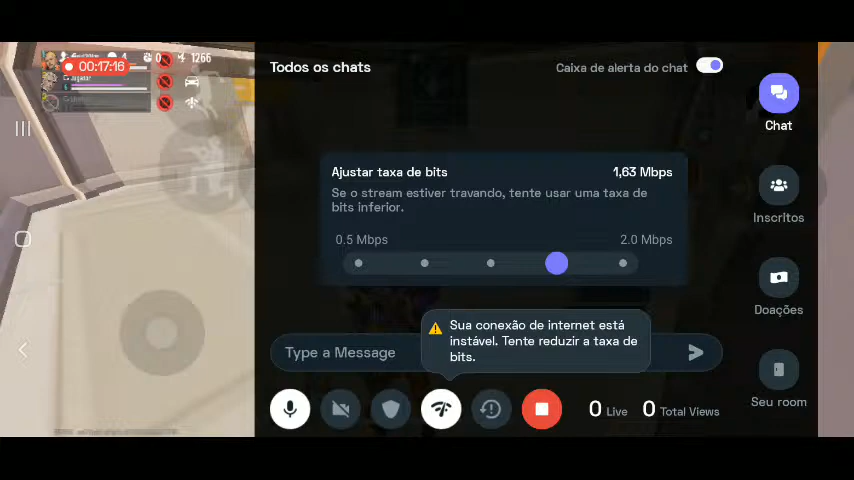 00:17:16
4
0
1266
Todos os chats
Caixa de alerta do chat
Chat
Ajustar taxa de bits
1,63 Mbps
Se o stream estiver travando, tente usar uma taxa de
bits inferior.
0.5 Mbps
2.0 Mbps
Inscritos
Doações
Sua conexão de internet está
instável. Tente reduzir a taxa de
bits.
Type a Message
Seu room
0 Live
0 Total Views